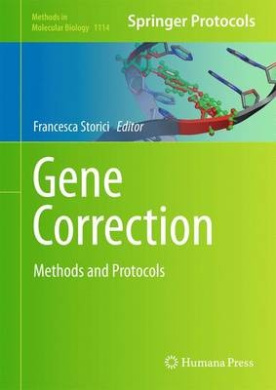 Methods in
Molecular Biology 1114
Springer Protocols
Francesca Storici Editor
Gene
Correction
Methods and Protocols
Humana Press